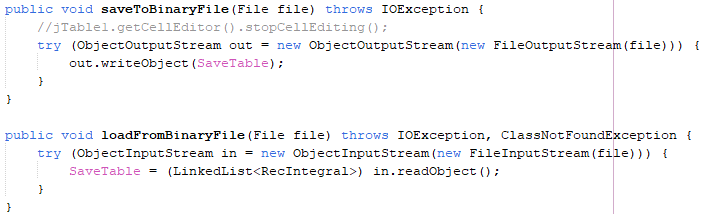 public void saveToBinaryFile(File file) throws IOException {
//jTable1.getCellEditor().stopCellEditing();
try (ObjectOutputStream out = new ObjectOutputStream(new FileOutputStream(file))) {
out.writeObject(SaveTable);
}
}
public void loadFromBinaryFile(File file) throws IOException, ClassNotFoundException {
try (ObjectInputStream in = new ObjectInputStream(new FileInputStream(file))) {
SaveTable = (LinkedList<RecIntegral>) in.readObject();
}
}